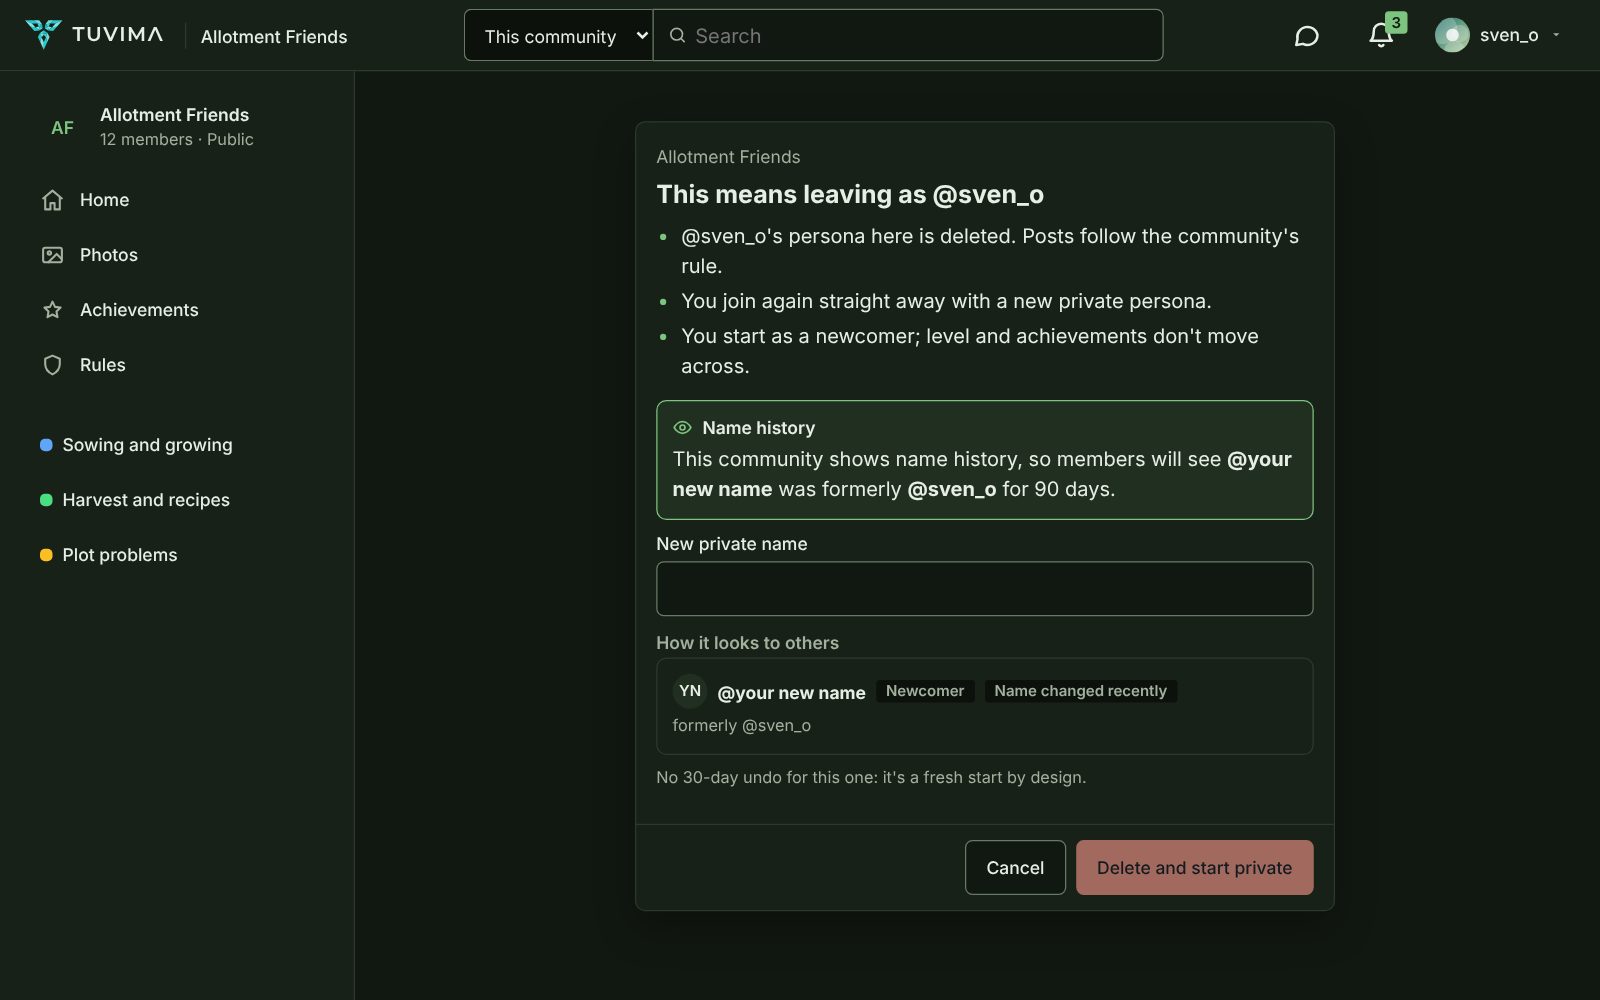 TUVIMA
Allotment Friends
This community
Search
3
sven_o
AF
Allotment Friends
12 members · Public
Home
Photos
Achievements
Rules
Sowing and growing
Harvest and recipes
Plot problems
Allotment Friends
This means leaving as @sven_o
@sven_o's persona here is deleted. Posts follow the community's
rule.
You join again straight away with a new private persona.
You start as a newcomer; level and achievements don't move
across.
Name history
This community shows name history, so members will see @your
new name was formerly @sven_o for 90 days.
New private name
How it looks to others
YN
@your new name
Newcomer
Name changed recently
formerly @sven_o
No 30-day undo for this one: it's a fresh start by design.
Cancel
Delete and start private